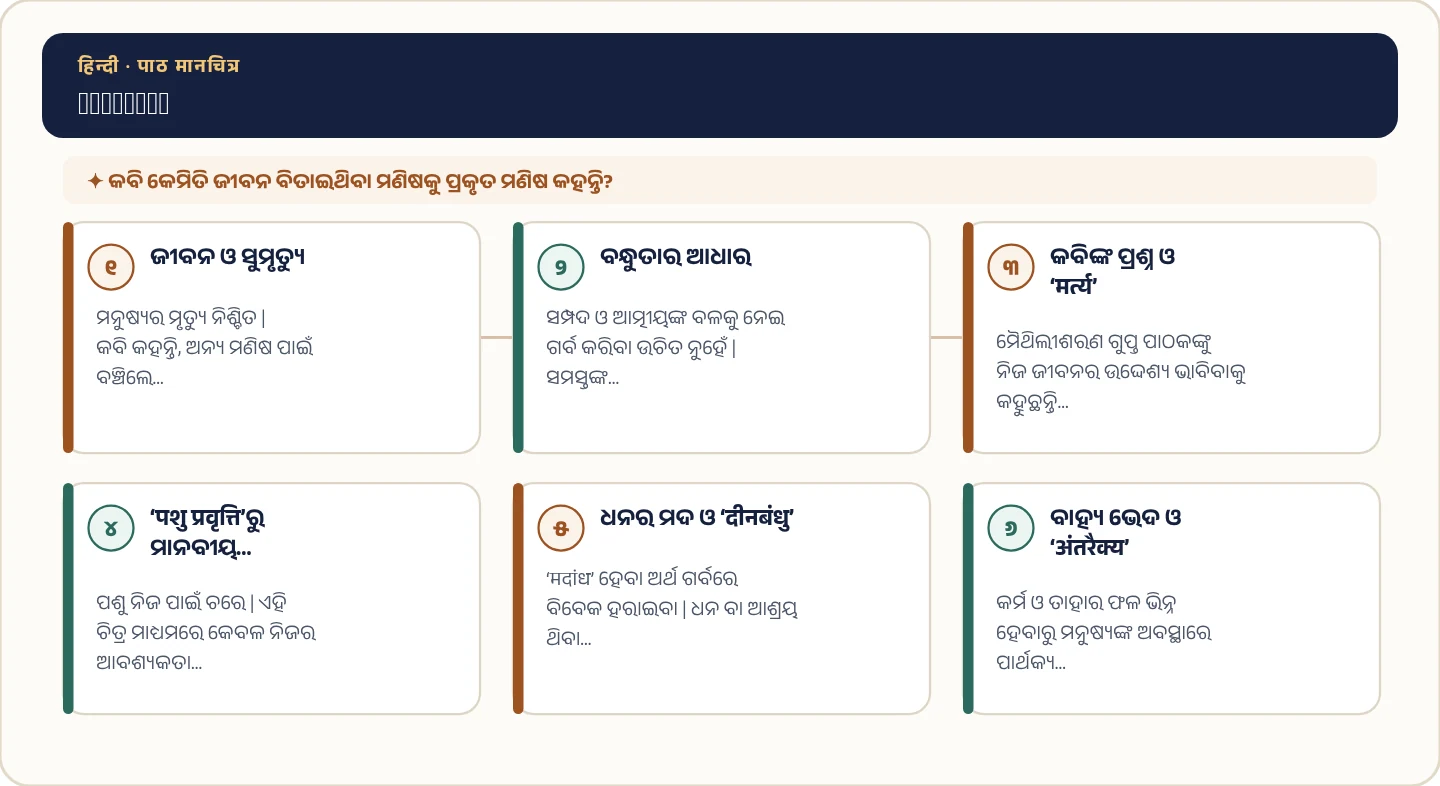 हिन्दी · पाठ मानचित्र
✦ କବି କେମିତି ଜୀବନ ବିତାଇଥିବା ମଣିଷକୁ ପ୍ରକୃତ ମଣିଷ କହନ୍ତି?
୧ ଜୀବନ ଓ ସୁମୃତ୍ୟୁ
ମନୁଷ୍ୟର ମୃତ୍ୟୁ ନିଶ୍ଚିତ |
କବି କହନ୍ତି, ଅନ୍ୟ ମଣିଷ ପାଇଁ
ବଞ୍ଚିଲେ...
୨ ବନ୍ଧୁତାର ଆଧାର
ସମ୍ପଦ ଓ ଆତ୍ମୀୟଙ୍କ ବଳକୁ ନେଇ
ଗର୍ବ କରିବା ଉଚିତ ନୁହେଁ |
ସମସ୍ତଙ୍କ...
୩ କବିଙ୍କ ପ୍ରଶ୍ନ ଓ
‘मर्त्य’
ମୈଥିଲୀଶରଣ ଗୁପ୍ତ ପାଠକଙ୍କୁ
ନିଜ ଜୀବନର ଉଦ୍ଦେଶ୍ୟ ଭାବିବାକୁ
କହୁଛନ୍ତି...
୪ ‘पशु प्रवृत्ति’ରୁ
ମାନବୀୟ...
ପଶୁ ନିଜ ପାଇଁ ଚରେ | ଏହି
ଚିତ୍ର ମାଧ୍ୟମରେ କେବଳ ନିଜର
ଆବଶ୍ୟକତା...
୫ ଧନର ମଦ ଓ ‘दीनबंधु’
‘मदांध’ ହେବା ଅର୍ଥ ଗର୍ବରେ
ବିବେକ ହରାଇବା | ଧନ ବା ଆଶ୍ରୟ
ଥିବା...
୬ ବାହ୍ୟ ଭେଦ ଓ
‘अंतरैक्य’
କର୍ମ ଓ ତାହାର ଫଳ ଭିନ୍ନ
ହେବାରୁ ମନୁଷ୍ୟଙ୍କ ଅବସ୍ଥାରେ
ପାର୍ଥକ୍ୟ...